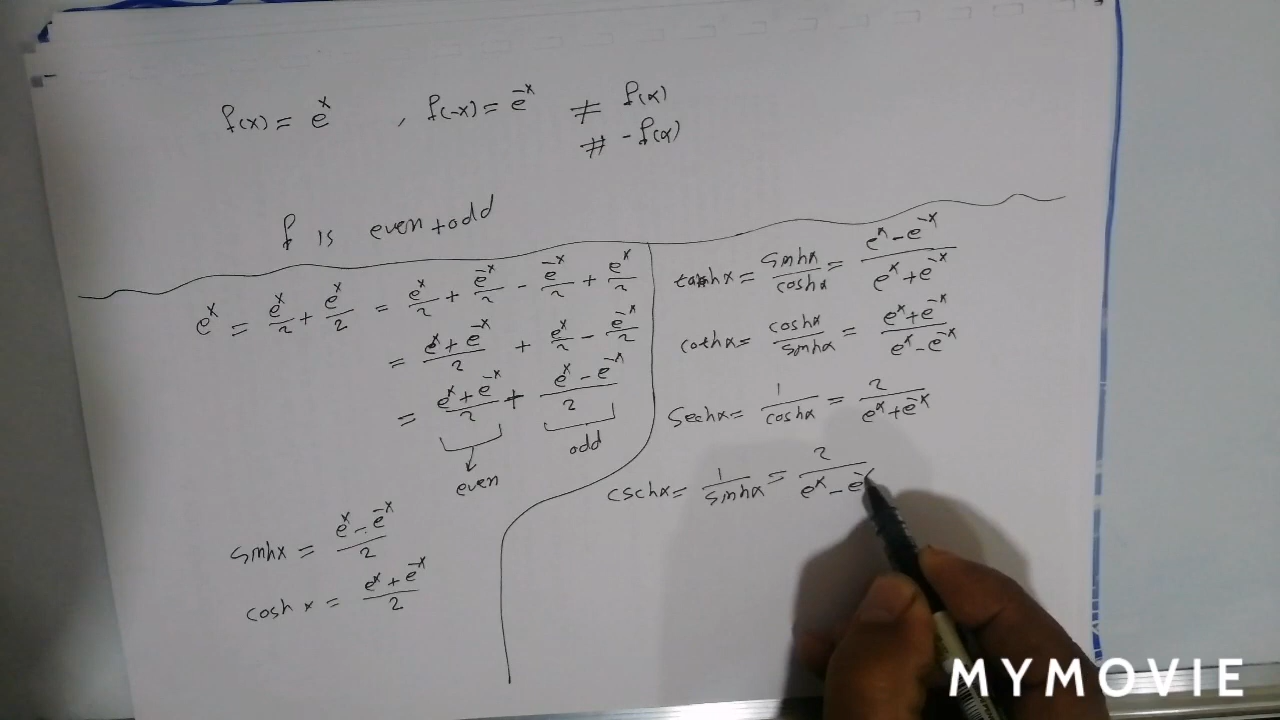 f(x) = e^x , f(-x) = e^-x ≠ f(x)
≠ -f(x)
f is even+odd
e^x = e^x/2 + e^x/2 = e^x/2 + e^-x/2 - e^-x/2 + e^x/2
= (e^x + e^-x)/2 + e^x/2 - e^-x/2
= (e^x + e^-x)/2 + (e^x - e^-x)/2
even odd
sinhx = (e^x - e^-x)/2
cosh x = (e^x + e^-x)/2
tanhx = sinhx/coshx = (e^x - e^-x)/(e^x + e^-x)
cothx = coshx/sinhx = (e^x + e^-x)/(e^x - e^-x)
sechx = 1/coshx = 2/(e^x + e^-x)
cschx = 1/sinhx = 2/(e^x - e^-x)
MYMOVIE